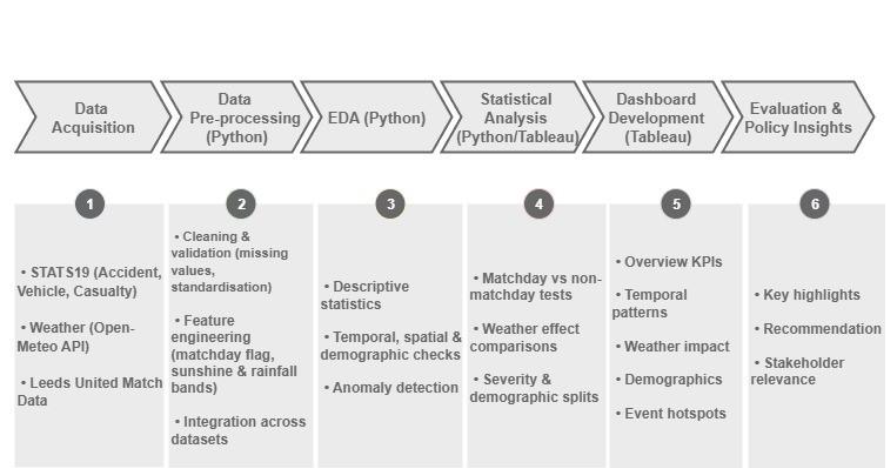 Data
Acquisition
Data
Pre-processing
(Python)
EDA (Python)
Statistical
Analysis
(Python/Tableau)
Dashboard
Development
(Tableau)
Evaluation &
Policy Insights
1
• STATS19 (Accident,
Vehicle, Casualty)
• Weather (Open-
Meteo API)
• Leeds United Match
Data
2
• Cleaning &
validation (missing
values,
standardisation)
• Feature
engineering
(matchday flag,
sunshine & rainfall
bands)
• Integration across
datasets
3
• Descriptive
statistics
• Temporal, spatial &
demographic checks
• Anomaly detection
4
• Matchday vs non-
matchday tests
• Weather effect
comparisons
• Severity &
demographic splits
5
• Overview KPIs
• Temporal
patterns
• Weather impact
• Demographics
• Event hotspots
6
• Key highlights
• Recommendation
• Stakeholder
relevance